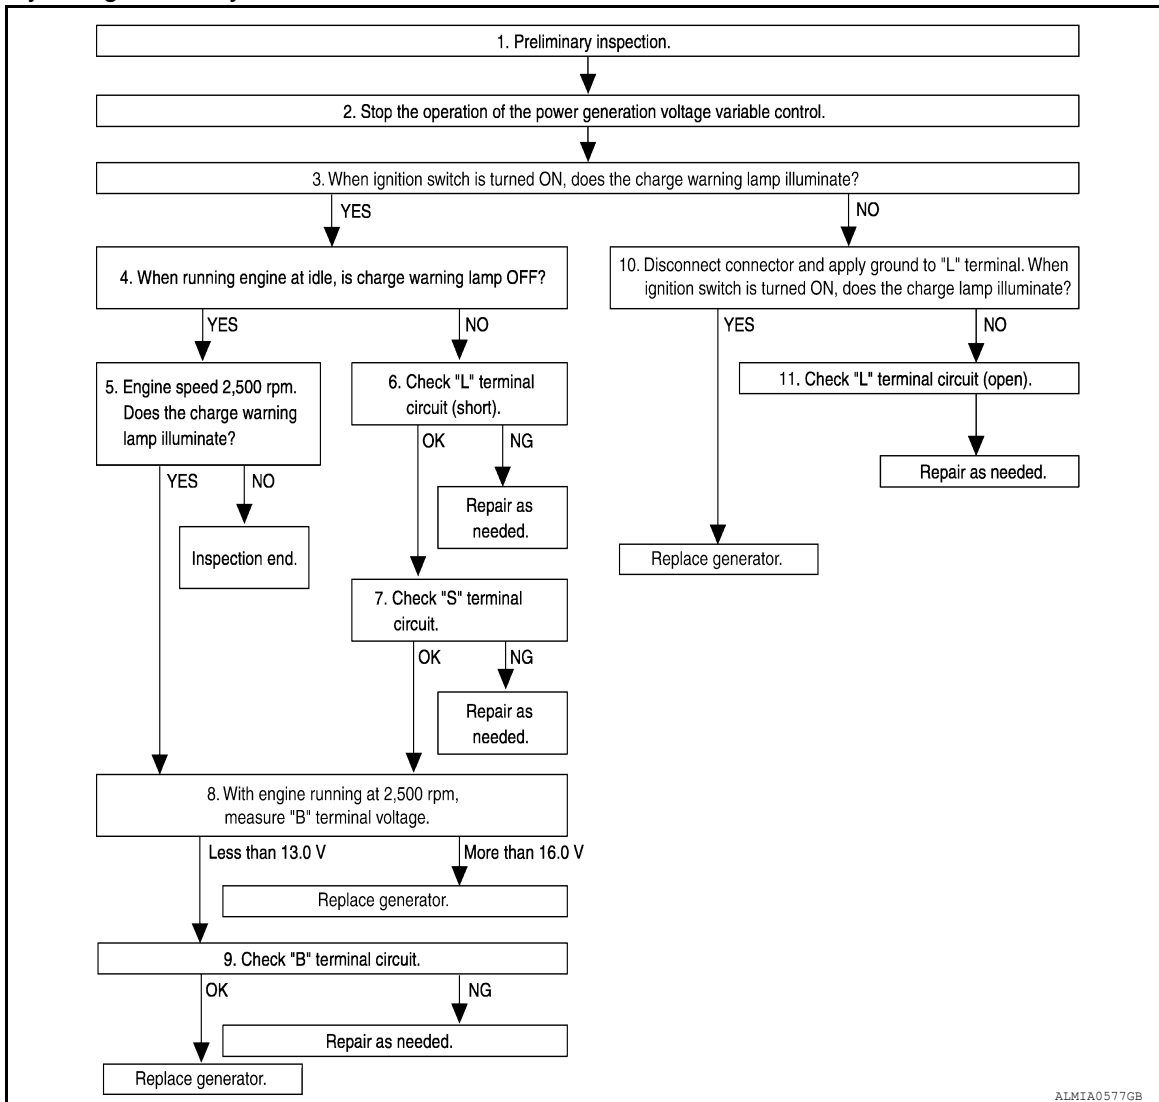 1. Preliminary inspection.
2. Stop the operation of the power generation voltage variable control.
3. When ignition switch is turned ON, does the charge warning lamp illuminate?
YES
NO
4. When running engine at idle, is charge warning lamp OFF?
10. Disconnect connector and apply ground to "L" terminal. When
ignition switch is turned ON, does the charge lamp illuminate?
YES
NO
YES
NO
5. Engine speed 2,500 rpm.
Does the charge warning
lamp illuminate?
6. Check "L" terminal
circuit (short).
11. Check "L" terminal circuit (open).
OK
NG
YES
NO
Repair as needed.
Repair as
needed.
Inspection end.
Replace generator.
7. Check "S" terminal
circuit.
OK
NG
Repair as
needed.
8. With engine running at 2,500 rpm,
measure "B" terminal voltage.
Less than 13.0 V
More than 16.0 V
Replace generator.
9. Check "B" terminal circuit.
OK
NG
Repair as needed.
Replace generator.
ALMIA0577GB